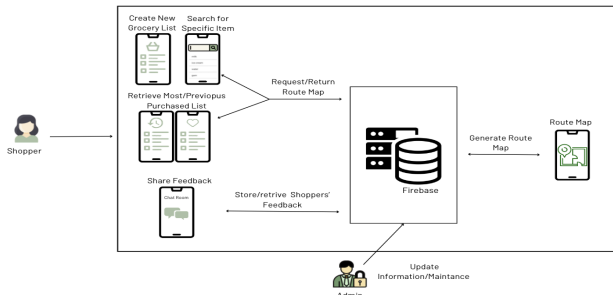 Create New
Grocery List
Search for
Specific Item
Retrieve Most/Previopus
Purchased List
Request/Return
Route Map
Shopper
Share Feedback
Chat Room
Store/retrive Shoppers'
Feedback
Firebase
Generate Route
Map
Route Map
Update
Information/Maintance
Admin